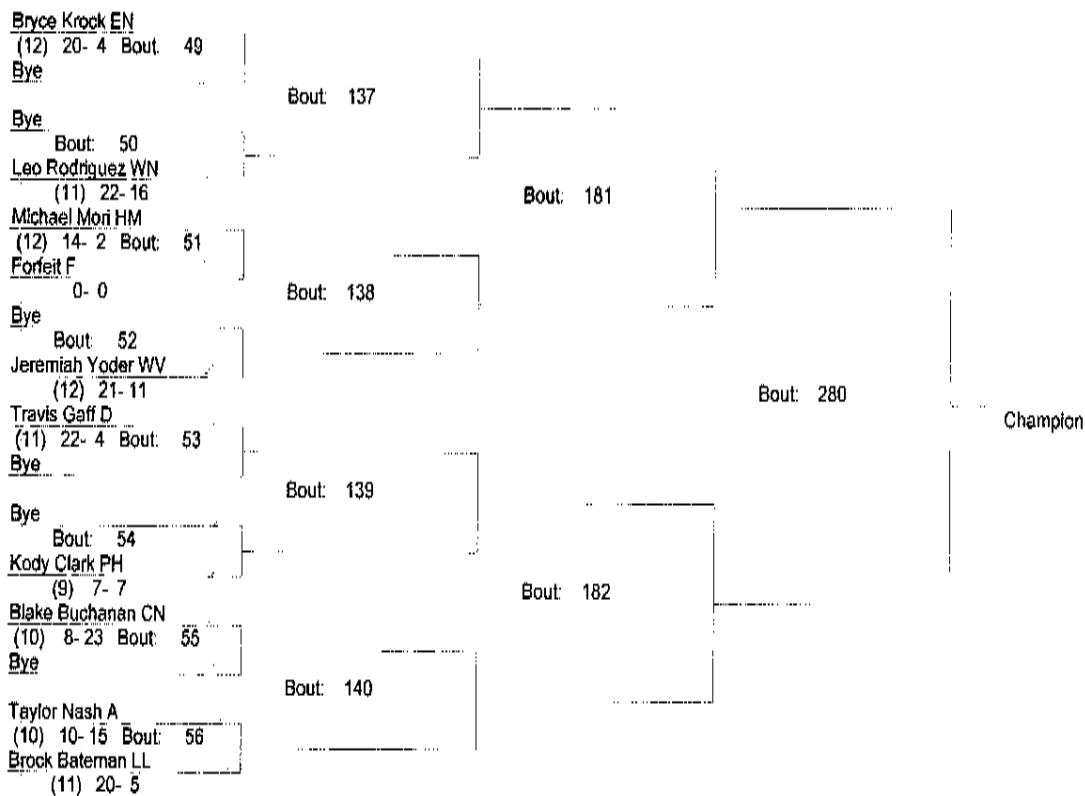 Bryce Krock EN
(12) 20- 4 Bout: 49
Bye
Bout: 137
Bye
Bout: 50
Leo Rodriguez WN
(11) 22- 16
Bout: 181
Michael Mori HM
(12) 14- 2 Bout: 51
Forfeit F
0- 0
Bout: 138
Bye
Bout: 52
Jeremiah Yoder WV
(12) 21- 11
Bout: 280
Champion
Travis Gaff D
(11) 22- 4 Bout: 53
Bye
Bout: 139
Bye
Bout: 54
Kody Clark PH
(9) 7- 7
Bout: 182
Blake Buchanan CN
(10) 8- 23 Bout: 55
Bye
Bout: 140
Taylor Nash A
(10) 10- 15 Bout: 56
Brock Bateman LL
(11) 20- 5